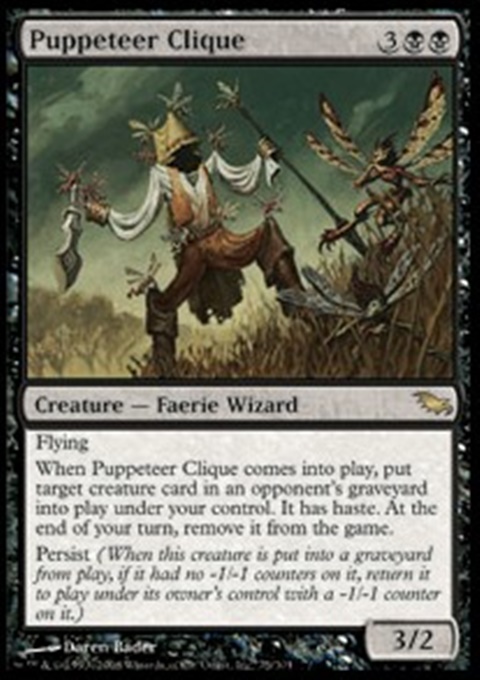 Puppeteer Clique 3
Creature — Faerie Wizard
Flying
When Puppeteer Clique comes into play, put
target creature card in an opponent's graveyard
into play under your control. It has haste. At the
end of your turn, remove it from the game.
Persist (When this creature is put into a graveyard
from play, if it had no -1/-1 counters on it, return it
to play under its owner's control with a -1/-1 counter
on it.)
Daren Bader
3/2